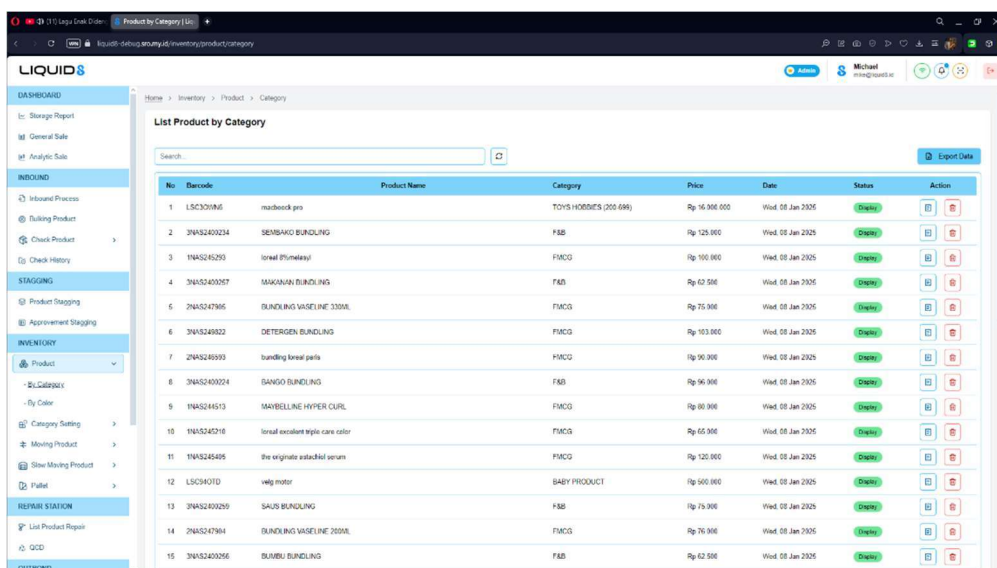 (11) Lagu Enak Diden
Product by Category | Liq
liquid8-debug.sro.my.id/inventory/product/category
LIQUID8
Admin
Michael
DASHBOARD
Storage Report
General Sale
Analytic Sale
INBOUND
Inbound Process
Bulking Product
Check Product
Check History
STAGGING
Product Stagging
Approvement Stagging
INVENTORY
Product
- By Category
- By Color
Category Setting
Moving Product
Slow Moving Product
Pallet
REPAIR STATION
List Product Repair
QCD
OUTBOUND
Home > Inventory > Product > Category
List Product by Category
Search...
Export Data
No Barcode Product Name Category Price Date Status Action
1 macboock pro TOYS HOBBIES (200-699) Rp 16.000.000 Wed, 08 Jan 2025 Display
2 3NAS2400234 SEMBAKO BUNDLING F&B Rp 125.000 Wed, 08 Jan 2025 Display
3 1NAS245293 loreal FMCG Rp 100.000 Wed, 08 Jan 2025 Display
4 3NAS2400257 MAKANAN BUNDLING F&B Rp 62.500 Wed, 08 Jan 2025 Display
5 2NAS247905 BUNDLING VASELINE 330ML FMCG Rp 75.000 Wed, 08 Jan 2025 Display
6 3NAS249822 DETERGEN BUNDLING FMCG Rp 103.000 Wed, 08 Jan 2025 Display
7 2NAS246593 bundling loreal paris FMCG Rp 90.000 Wed, 08 Jan 2025 Display
8 3NAS2400224 BANGO BUNDLING F&B Rp 96.000 Wed, 08 Jan 2025 Display
9 1NAS244513 MAYBELLINE HYPER CURL FMCG Rp 80.000 Wed, 08 Jan 2025 Display
10 1NAS245218 loreal excelent triple care color FMCG Rp 65.000 Wed, 08 Jan 2025 Display
11 1NAS245405 the originate astachiel serum FMCG Rp 120.000 Wed, 08 Jan 2025 Display
12 LSC94OTD velg motor BABY PRODUCT Rp 500.000 Wed, 08 Jan 2025 Display
13 3NAS2400259 SAUS BUNDLING F&B Rp 75.000 Wed, 08 Jan 2025 Display
14 2NAS247904 BUNDLING VASELINE 200ML FMCG Rp 76.000 Wed, 08 Jan 2025 Display
15 3NAS2400256 BUMBU BUNDLING F&B Rp 62.500 Wed, 08 Jan 2025 Display